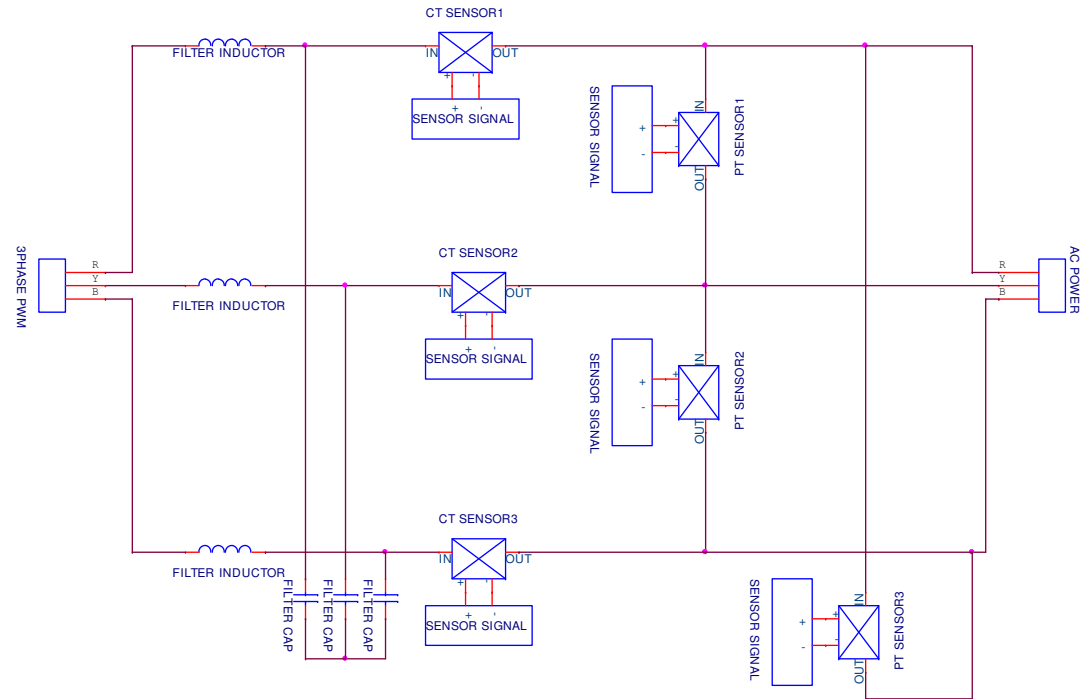 CT SENSOR1
FILTER INDUCTOR
IN
OUT
+
-
+
-
SENSOR SIGNAL
SENSOR SIGNAL
+
-
+
-
IN
OUT
PT SENSOR1
3PHASE PWM
R
Y
B
FILTER INDUCTOR
CT SENSOR2
IN
OUT
+
-
+
-
SENSOR SIGNAL
R
Y
B
AC POWER
SENSOR SIGNAL
+
-
+
-
IN
OUT
PT SENSOR2
CT SENSOR3
FILTER INDUCTOR
IN
OUT
+
-
+
-
SENSOR SIGNAL
FILTER CAP
FILTER CAP
FILTER CAP
SENSOR SIGNAL
+
-
+
-
IN
OUT
PT SENSOR3